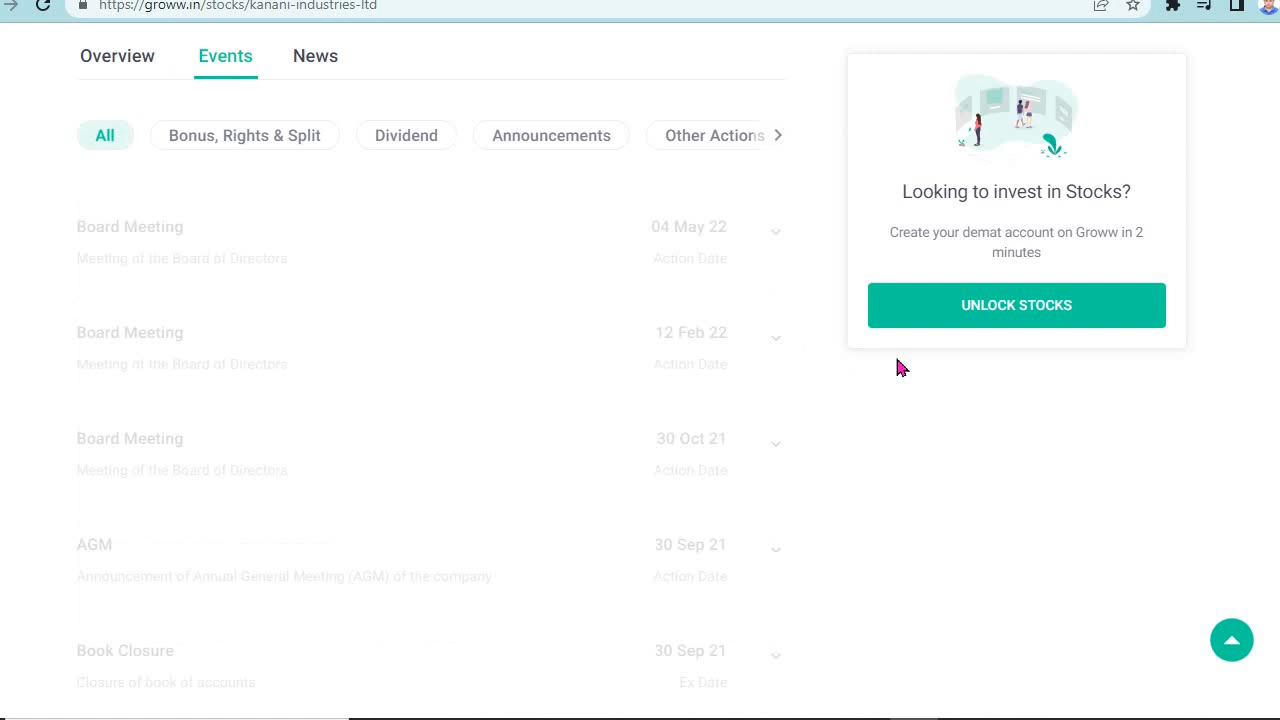 https://groww.in/stocks/kanani-industries-ltd
Overview Events News
All Bonus, Rights & Split Dividend Announcements Other Actions
Board Meeting 04 May 22
Meeting of the Board of Directors Action Date
Board Meeting 12 Feb 22
Meeting of the Board of Directors Action Date
Board Meeting 30 Oct 21
Meeting of the Board of Directors Action Date
AGM 30 Sep 21
Announcement of Annual General Meeting (AGM) of the company Action Date
Book Closure 30 Sep 21
Closure of book of accounts Ex Date
Looking to invest in Stocks?
Create your demat account on Groww in 2
minutes
UNLOCK STOCKS